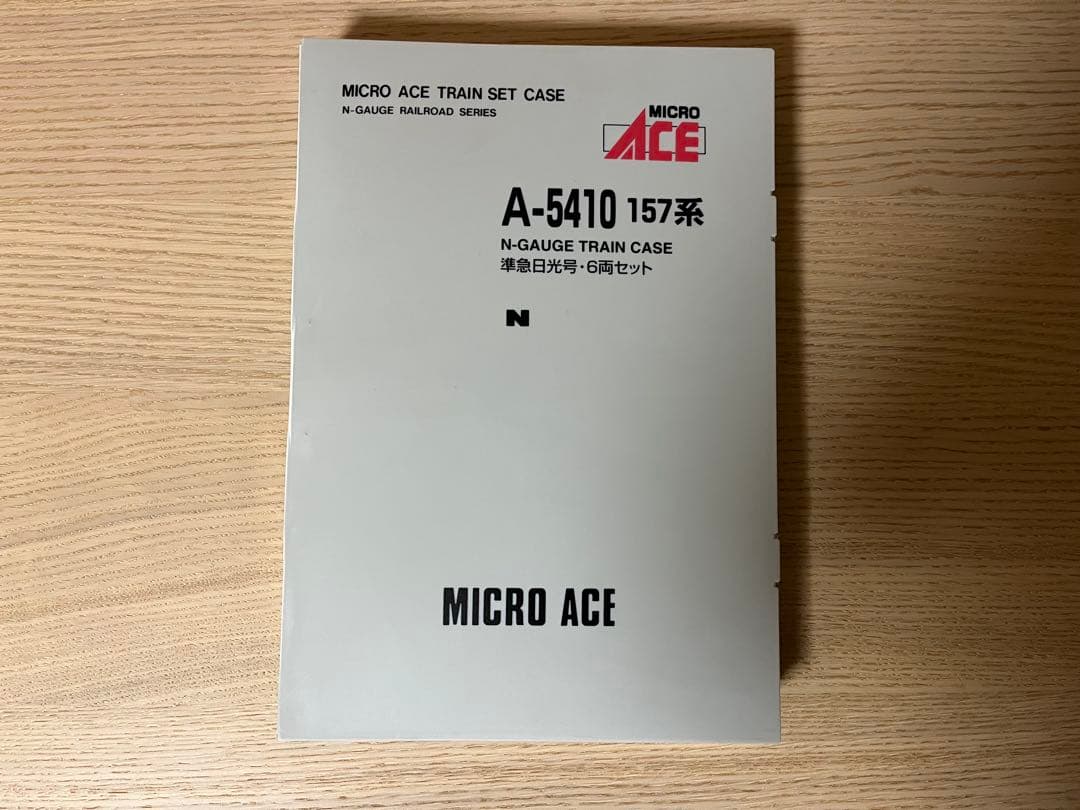 MICRO ACE TRAIN SET CASE
N-GAUGE RAILROAD SERIES
MICRO
ACE
A-5410 157系
N-GAUGE TRAIN CASE
準急日光号・6両セット
N
MICRO ACE